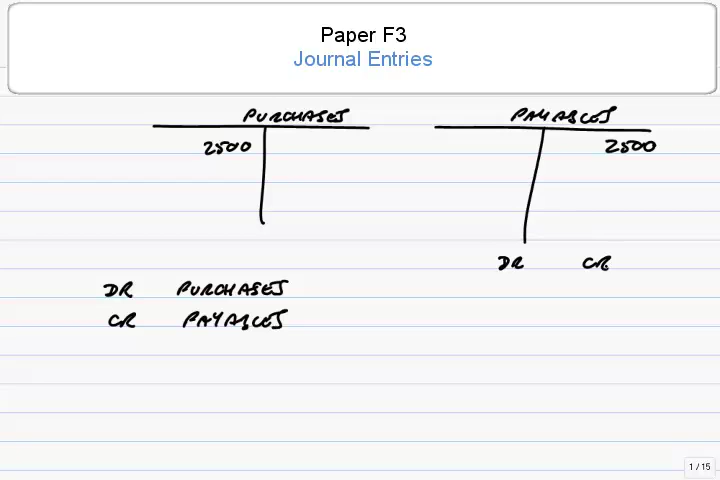 Paper F3
Journal Entries
PURCHASES PAYABLES
2500 2500
DR CR
DR PURCHASES
CR PAYABLES
1 / 15